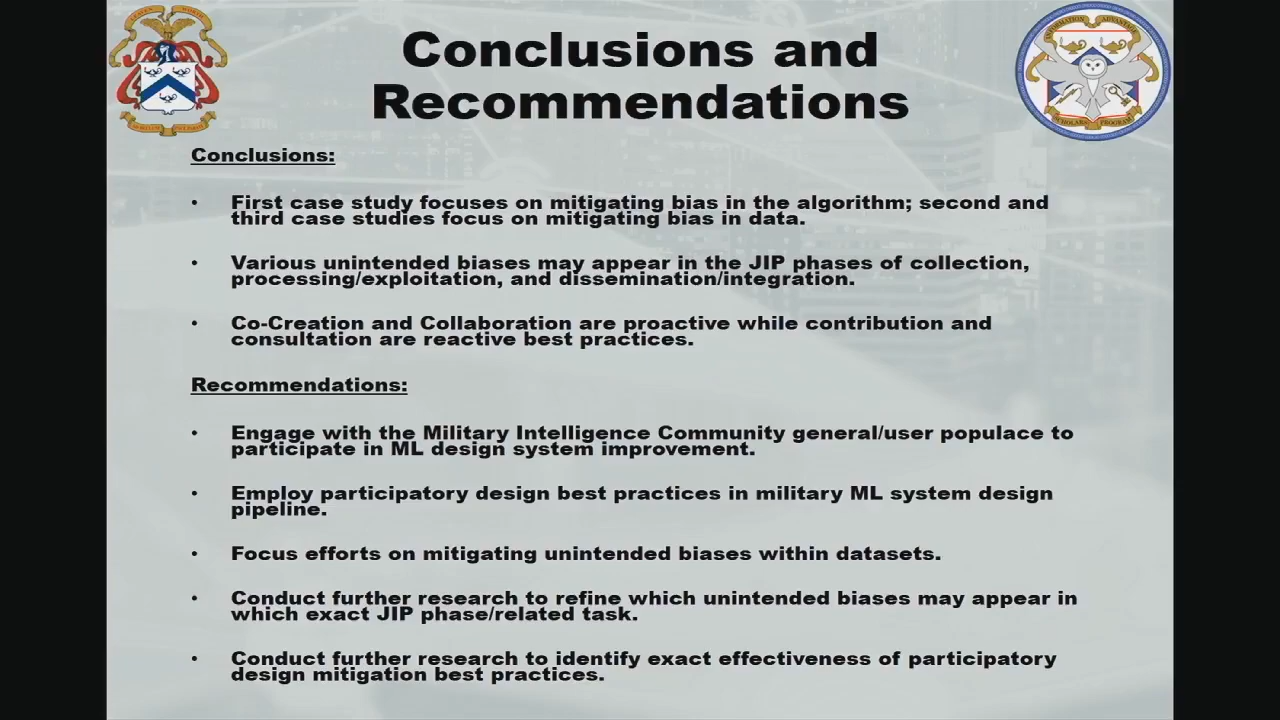 Conclusions and
Recommendations
INFORMATION ADVANTAGE
SCHOLARS PROGRAM
Conclusions:
• First case study focuses on mitigating bias in the algorithm; second and
third case studies focus on mitigating bias in data.
• Various unintended biases may appear in the JIP phases of collection,
processing/exploitation, and dissemination/integration.
• Co-Creation and Collaboration are proactive while contribution and
consultation are reactive best practices.
Recommendations:
• Engage with the Military Intelligence Community general/user populace to
participate in ML design system improvement.
• Employ participatory design best practices in military ML system design
pipeline.
• Focus efforts on mitigating unintended biases within datasets.
• Conduct further research to refine which unintended biases may appear in
which exact JIP phase/related task.
• Conduct further research to identify exact effectiveness of participatory
design mitigation best practices.